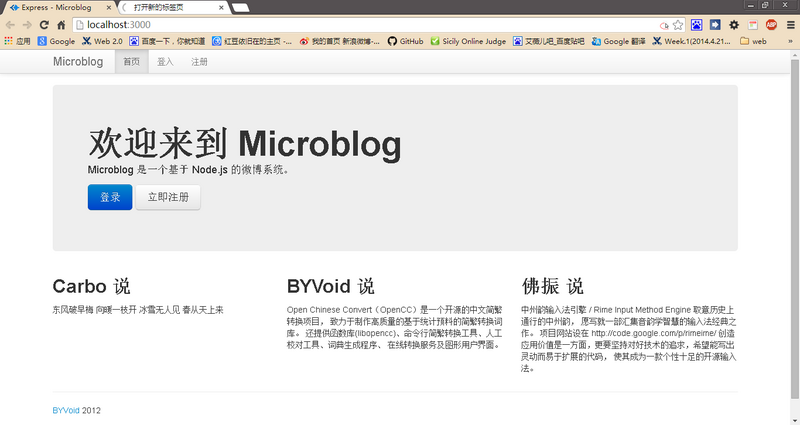 Express - Microblog
打开新的标签页
localhost:3000
应用 Google Web 2.0 百度一下，你就知道 红豆依旧在的主页 -... 我的首页 新浪微博-... GitHub Sicily Online Judge 艾薇儿吧_百度贴吧 Google 翻译 Week.1(2014.4.21... web »
Microblog 首页 登入 注册
欢迎来到 Microblog
Microblog 是一个基于 Node.js 的微博系统。
登录 立即注册
Carbo 说
东风破早梅 向暖一枝开 冰雪无人见 春从天上来
BYVoid 说
Open Chinese Convert（OpenCC）是一个开源的中文简繁
转换项目， 致力于制作高质量的基于统计预料的简繁转换词
库。 还提供函数库(libopencc)、命令行简繁转换工具、人工
校对工具、词典生成程序、 在线转换服务及图形用户界面。
佛振 说
中州韵输入法引擎 / Rime Input Method Engine 取意历史上
通行的中州韵， 愿写就一部汇集音韵学智慧的输入法经典之
作。 项目网站设在 http://code.google.com/p/rimeime/ 创造
应用价值是一方面，更要坚持对好技术的追求，希望能写出
灵动而易于扩展的代码， 使其成为一款个性十足的开源输入
法。
BYVoid 2012